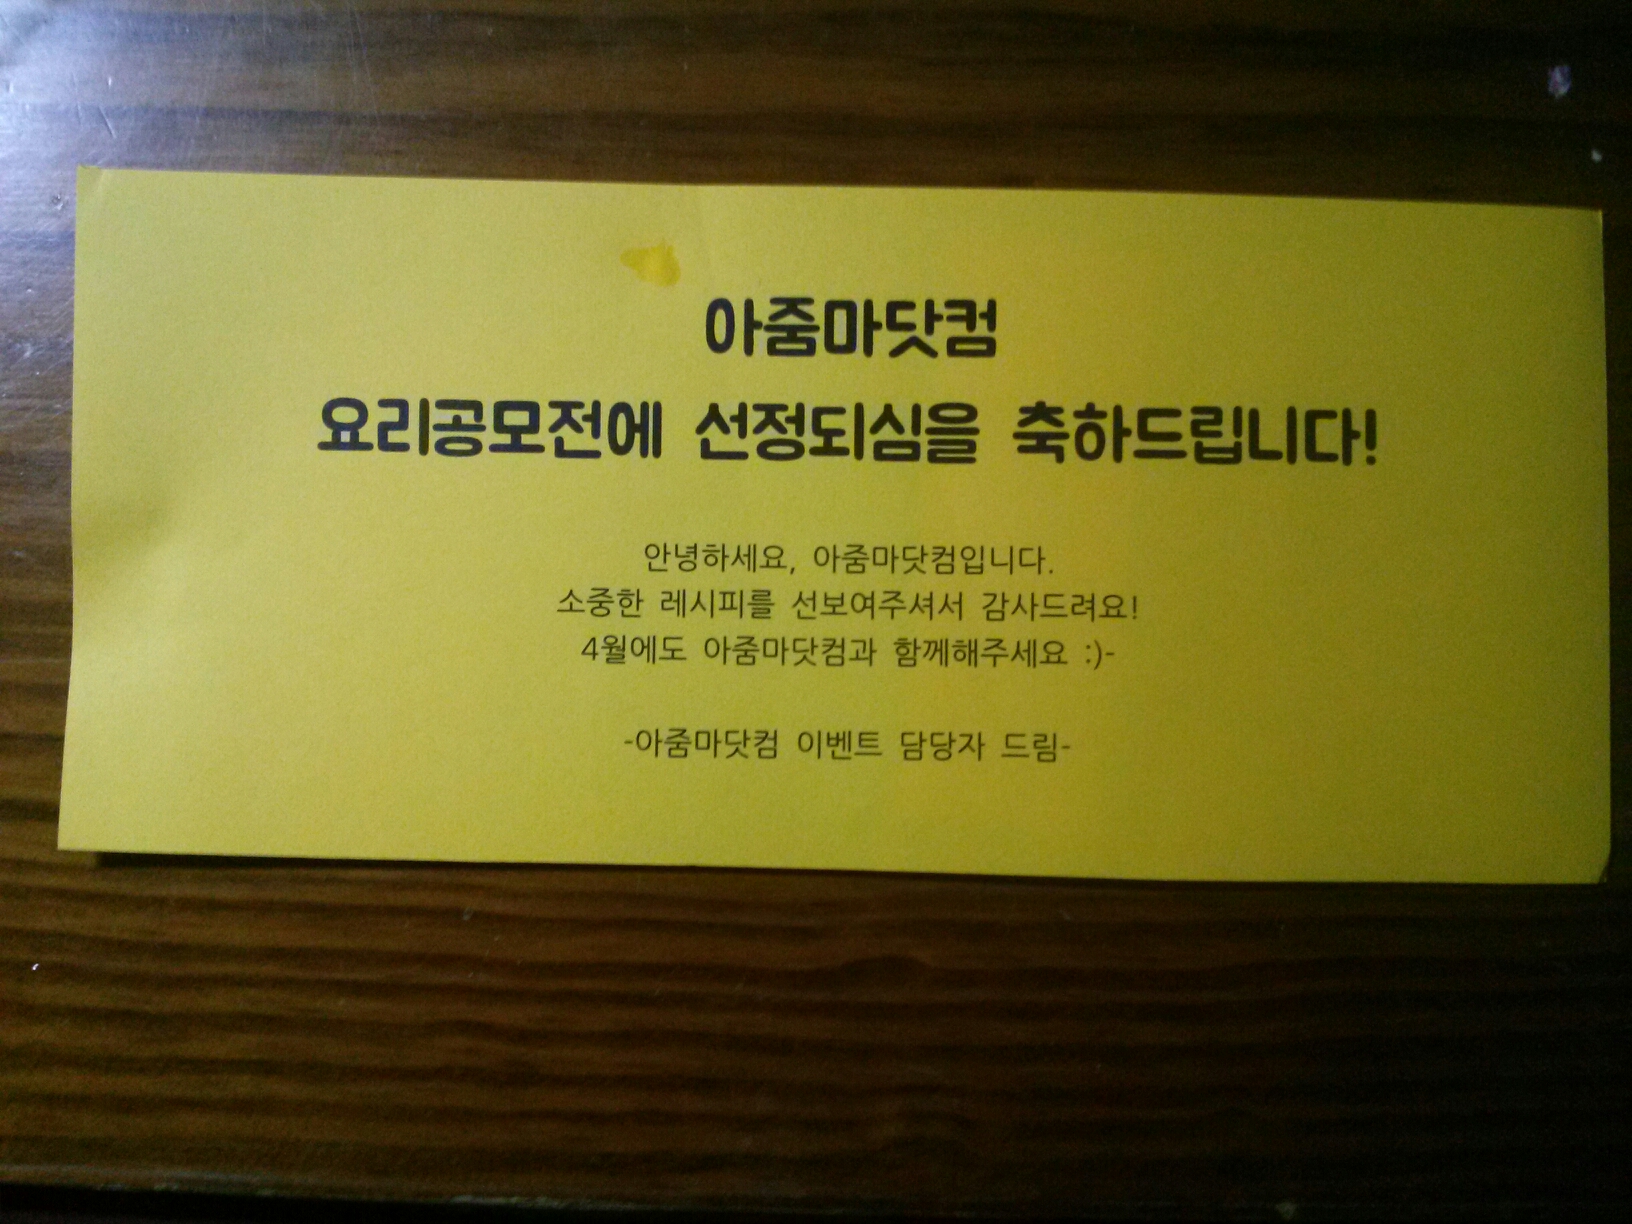 아줌마닷컴
요리공모전에 선정되심을 축하드립니다!
안녕하세요, 아줌마닷컴입니다.
소중한 레시피를 선보여주셔서 감사드려요!
4월에도 아줌마닷컴과 함께해주세요 :)-
-아줌마닷컴 이벤트 담당자 드림-